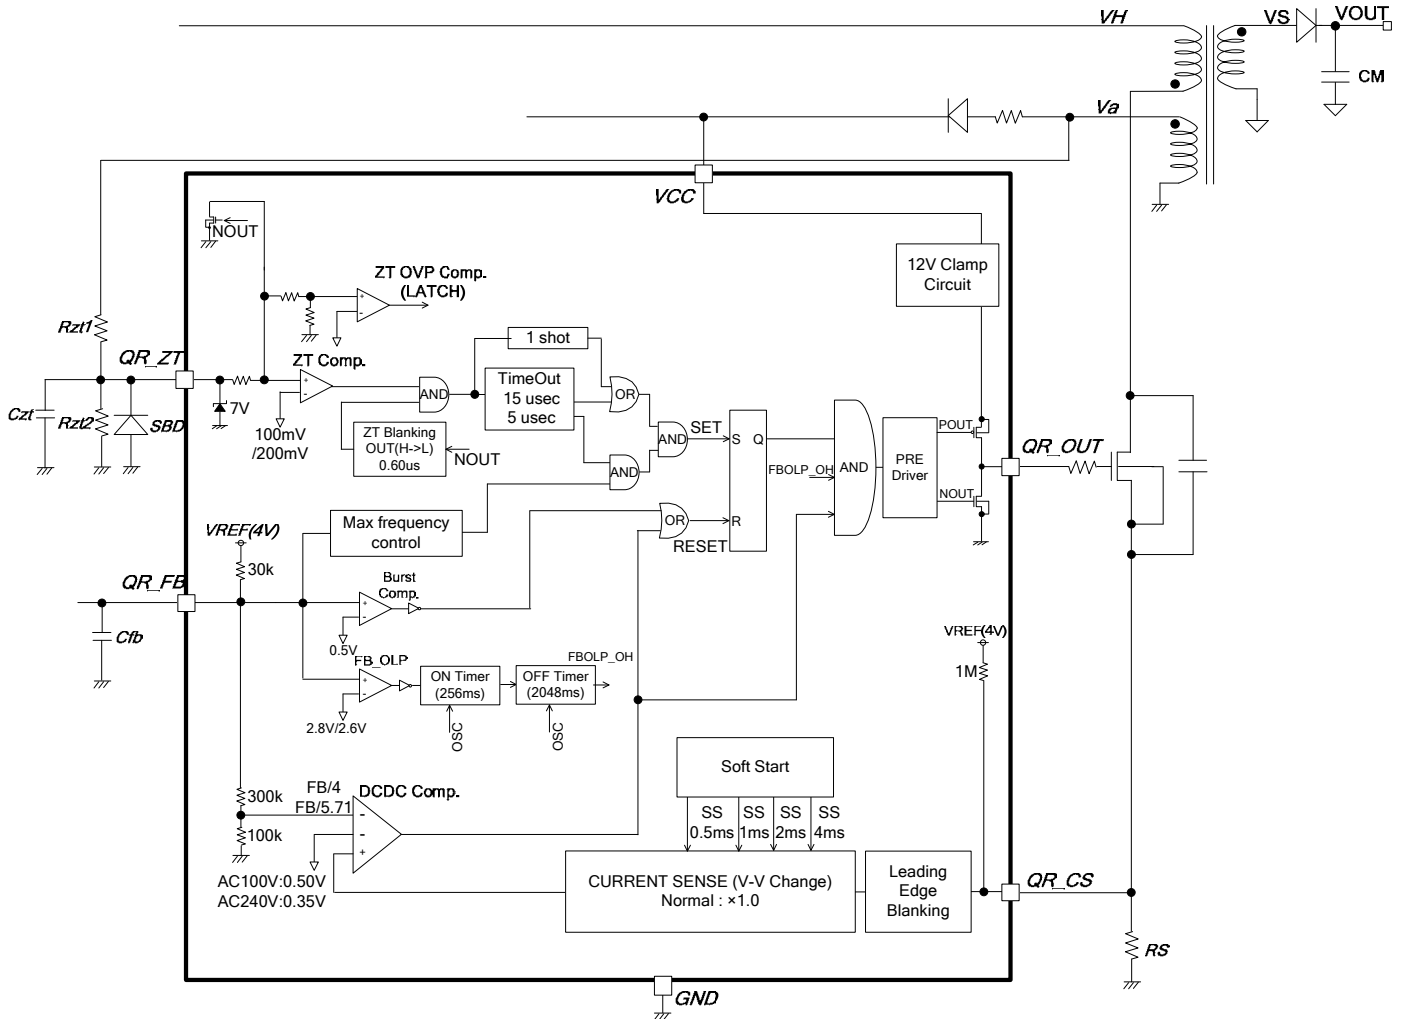 VH
VS
VOUT
CM
Va
VCC
NOUT
12V Clamp
Circuit
ZT OVP Comp.
(LATCH)
Rzt1
1 shot
QR_ZT
ZT Comp.
TimeOut
15 usec
5 usec
AND
OR
7V
Czt
Rzt2
SBD
100mV
/200mV
ZT Blanking
OUT(H->L)
0.60us
NOUT
AND
SET
S
Q
AND
FBOLP_OH
AND
PRE
Driver
POUT
NOUT
QR_OUT
VREF(4V)
Max frequency
control
OR
R
RESET
30k
QR_FB
Burst
Comp.
Cfb
0.5V
FB_OLP
ON Timer
(256ms)
OFF Timer
(2048ms)
FBOLP_OH
2.8V/2.6V
OSC
OSC
VREF(4V)
1M
Soft Start
300k
FB/4
FB/5.71
DCDC Comp.
100k
SS
0.5ms
SS
1ms
SS
2ms
SS
4ms
AC100V:0.50V
AC240V:0.35V
CURRENT SENSE (V-V Change)
Normal : ×1.0
Leading
Edge
Blanking
QR_CS
RS
GND